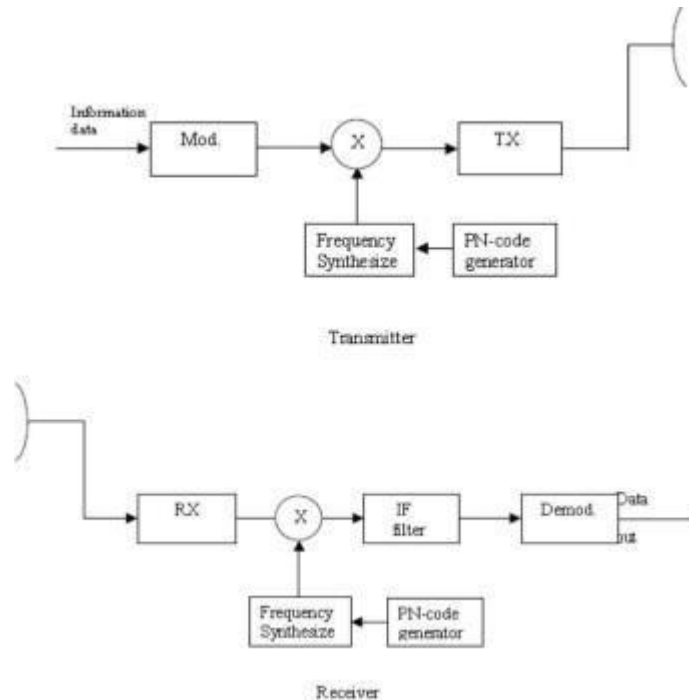 Information
data
Mod.
X
TX
Frequency
Synthesize
PN-code
generator
Transmitter
RX
X
IF
filter
Demod.
Data
out
Frequency
Synthesize
PN-code
generator
Receiver